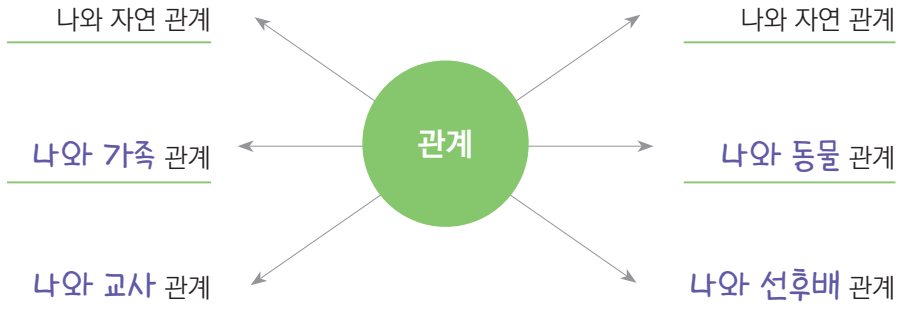 나와 자연 관계
나와 자연 관계
관계
나와 가족 관계
나와 동물 관계
나와 교사 관계
나와 선후배 관계